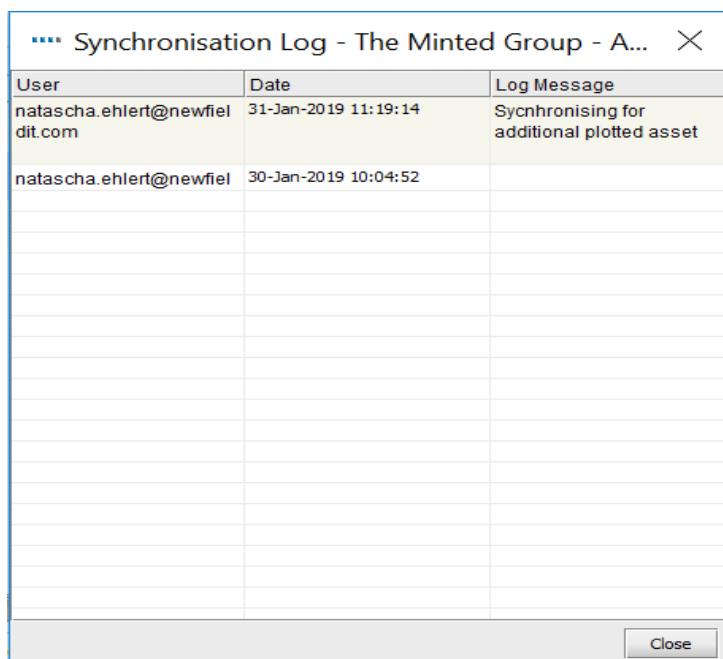 Synchronisation Log - The Minted Group - A...
User Date Log Message
natascha.ehlert@newfiel 31-Jan-2019 11:19:14 Sycnhronising for
dit.com additional plotted asset
natascha.ehlert@newfiel 30-Jan-2019 10:04:52
Close